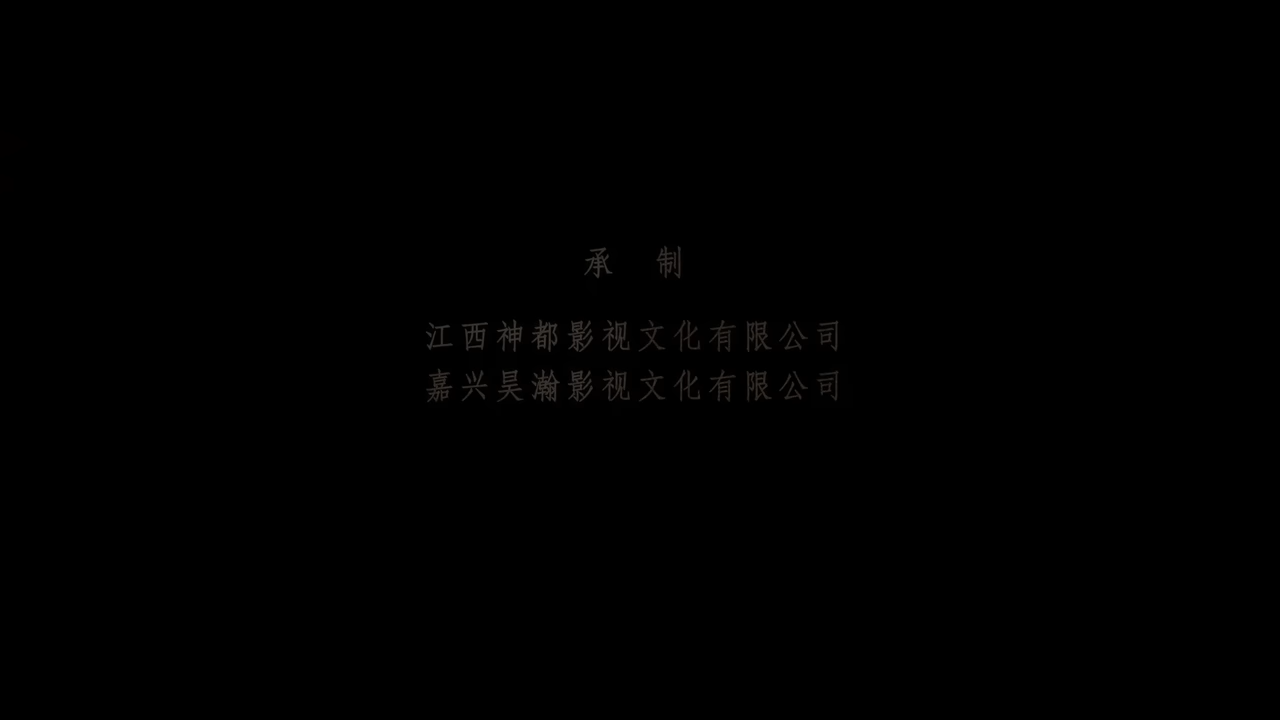 承 制
江西神都影视文化有限公司
嘉兴昊瀚影视文化有限公司